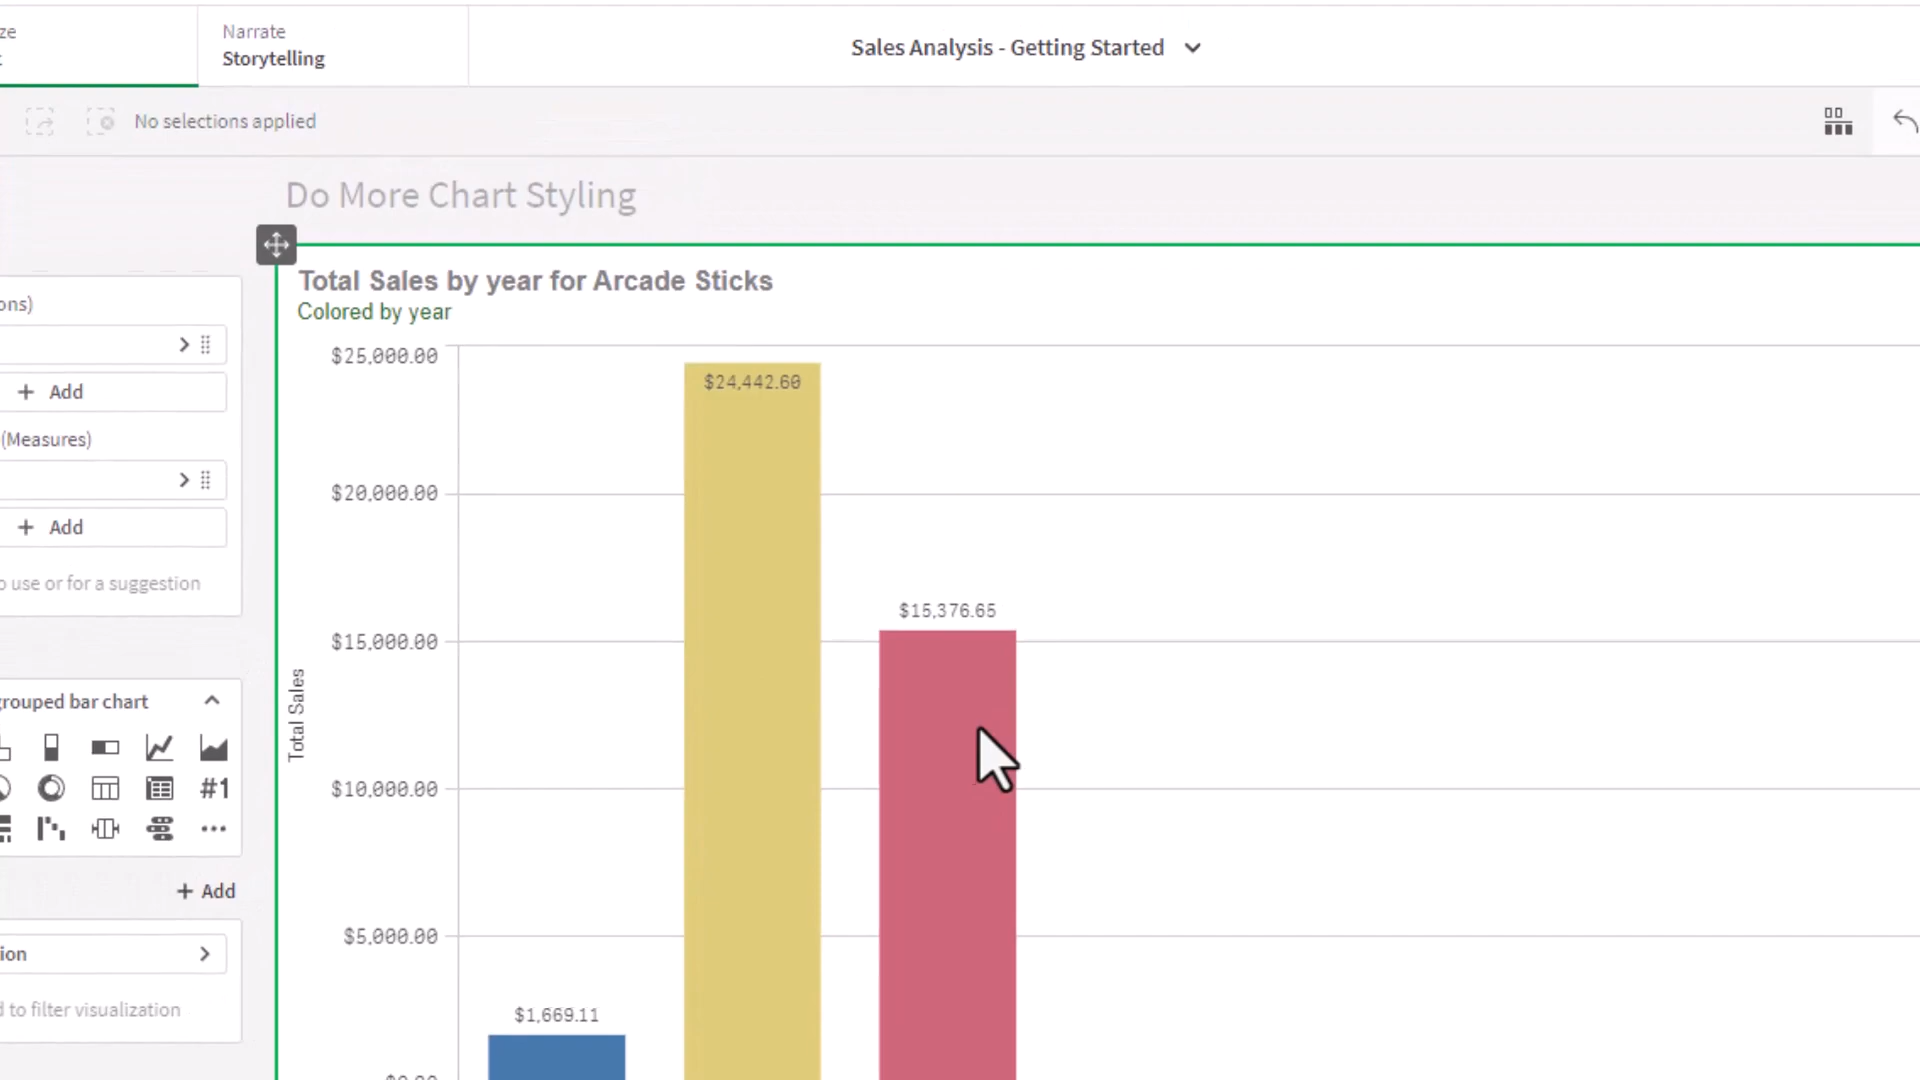 ze
Narrate
Storytelling
Sales Analysis - Getting Started
No selections applied
Do More Chart Styling
Total Sales by year for Arcade Sticks
Colored by year
ons)
+ Add
(Measures)
+ Add
o use or for a suggestion
grouped bar chart
#1
+ Add
ion
d to filter visualization
$25,000.00
$20,000.00
$15,000.00
$10,000.00
$5,000.00
Total Sales
$24,442.60
$15,376.65
$1,669.11